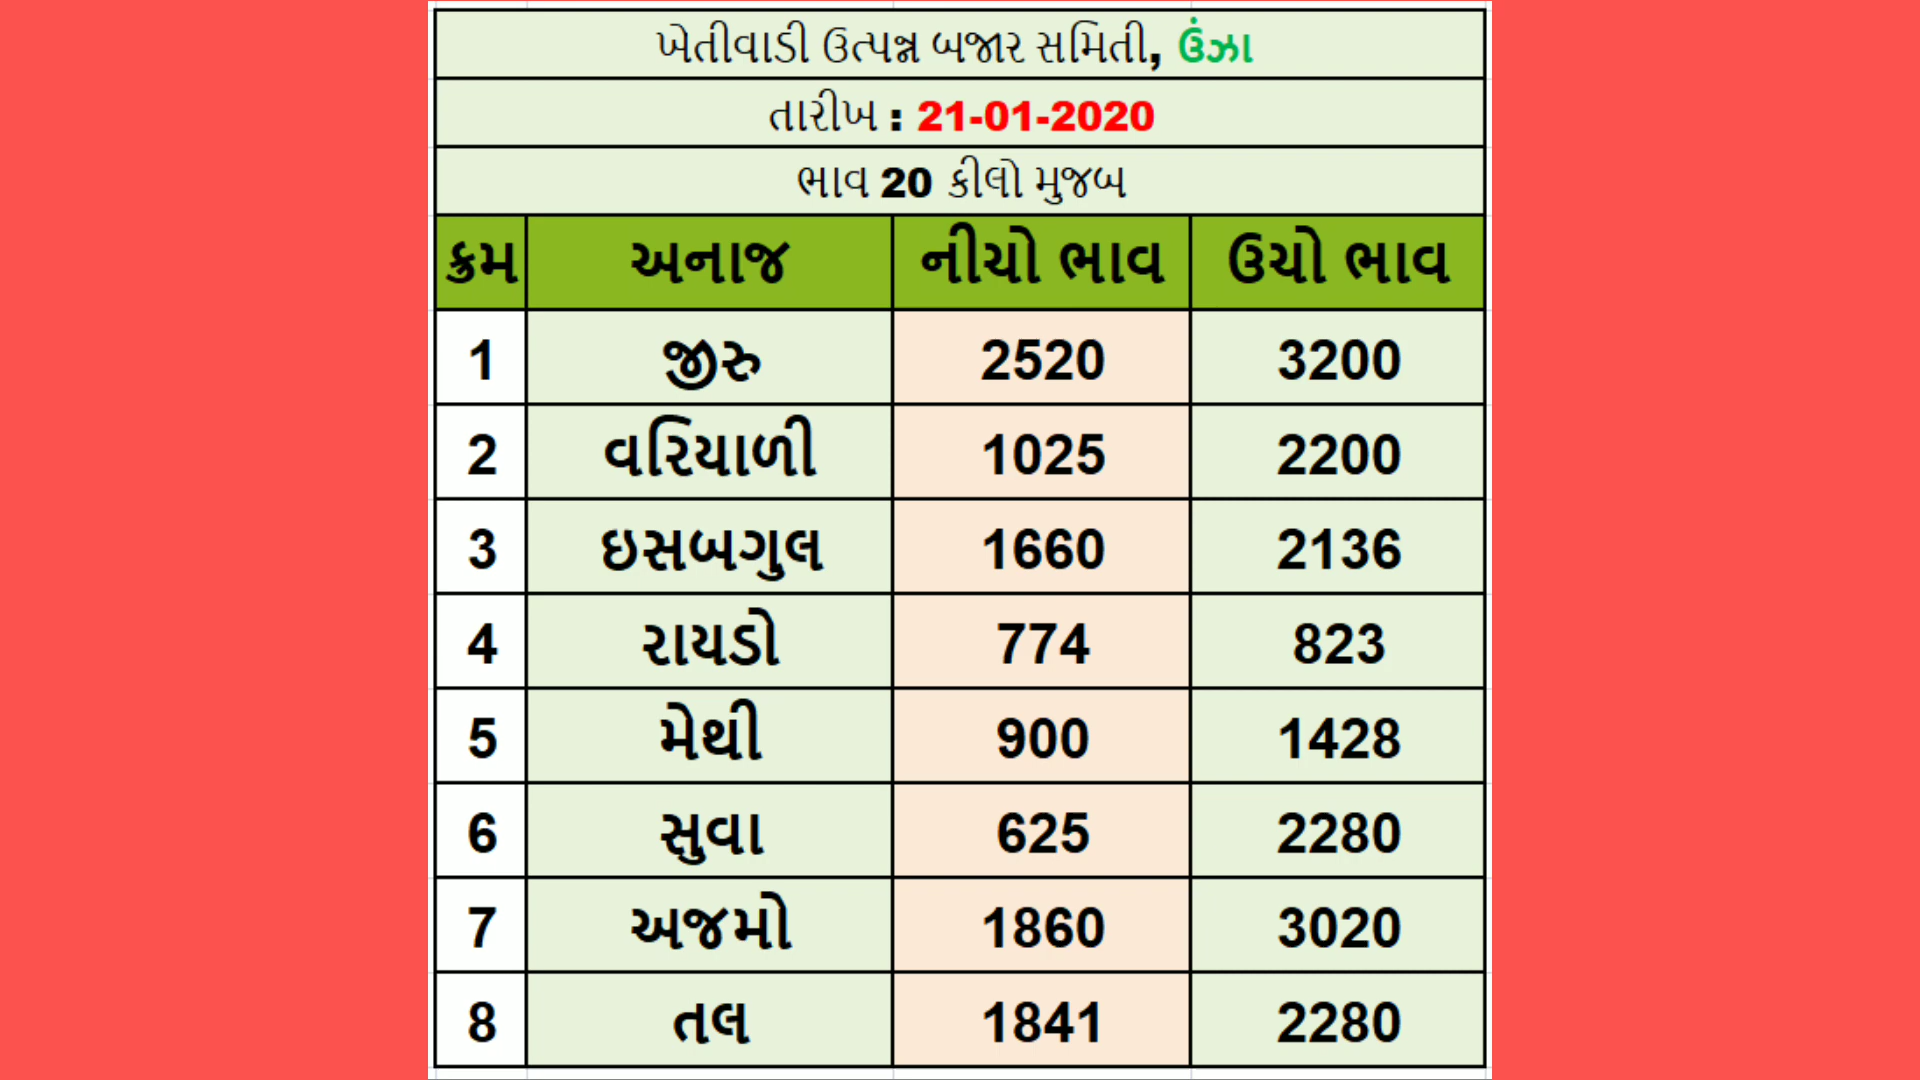 ખેતીવાડી ઉત્પન્ન બજાર સમિતી, ઉંઝા
તારીખ : 21-01-2020
ભાવ 20 કીલો મુજબ
ક્રમ અનાજ નીચો ભાવ ઉચો ભાવ
1 જીરુ 2520 3200
2 વરિયાળી 1025 2200
3 ઇસબગુલ 1660 2136
4 રાયડો 774 823
5 મેથી 900 1428
6 સુવા 625 2280
7 અજમો 1860 3020
8 તલ 1841 2280